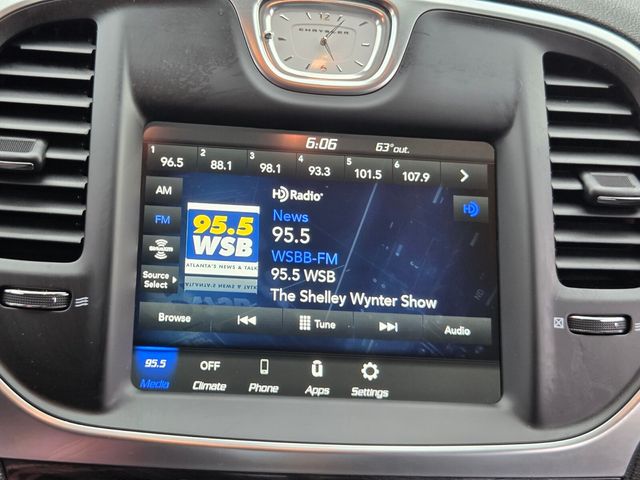 12
CHRYSLER
6:06 63°out.
1 2 3 4 5 6
96.5 88.1 98.1 93.3 101.5 107.9
AM
HD Radio
FM
News
95.5
WSB
ATLANTA'S NEWS & TALK
95.5
WSBB-FM
SiriusXM
95.5 WSB
Source
Select
The Shelley Wynter Show
Browse Tune Audio
95.5 OFF
Media Climate Phone Apps Settings